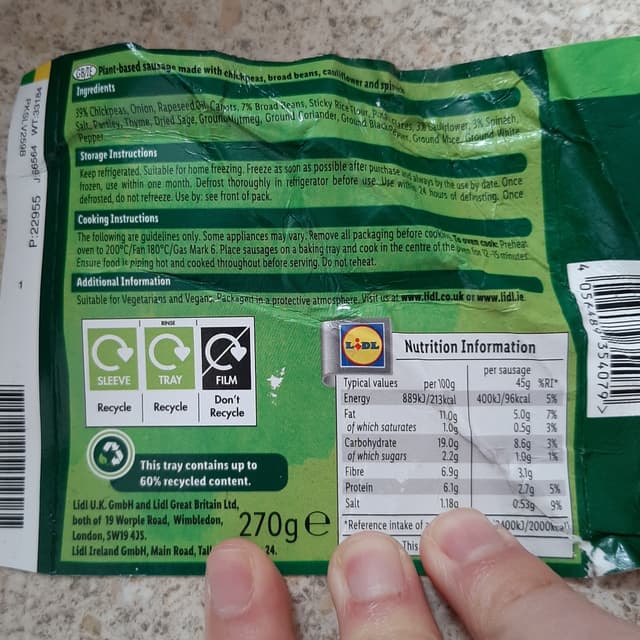 Plant-based sausage made with chickpeas, broad beans, cauliflower and spinach
Ingredients
39% Chickpeas, Onion, Rapeseed Oil, Carrots, 7% Broad Beans, Sticky Rice Flour, Flakes, 3% Cauliflower, 3% Spinach,
Salt, Parsley, Thyme, Dried Sage, Ground Nutmeg, Ground Coriander, Ground Black Pepper, Ground Mace, Ground White
Pepper
Storage Instructions
Keep refrigerated. Suitable for home freezing. Freeze as soon as possible after purchase and always by the use by date. Once
frozen, use within one month. Defrost thoroughly in refrigerator before use. Use within 24 hours of defrosting. Once
defrosted, do not refreeze. Use by: see front of pack.
Cooking Instructions
The following are guidelines only. Some appliances may vary. Remove all packaging before cooking. To oven cook: Preheat
oven to 200°C/Fan 180°C/Gas Mark 6. Place sausages on a baking tray and cook in the centre of the oven for 12-15 minutes.
Ensure food is piping hot and cooked throughout before serving. Do not reheat.
Additional Information
Suitable for Vegetarians and Vegans. Packaged in a protective atmosphere. Visit us at www.lidl.co.uk or www.lidl.ie
RINSE
SLEEVE TRAY FILM
Recycle Recycle Don't
Recycle
This tray contains up to
60% recycled content.
Lidl U.K. GmbH and Lidl Great Britain Ltd,
both of 19 Worple Road, Wimbledon,
London, SW19 4JS.
Lidl Ireland GmbH, Main Road, 24.
270g e
LIDL
Nutrition Information
Typical values per 100g per sausage 45g %RI*
Energy 889kJ/213kcal 400kJ/96kcal 5%
Fat 11.0g 5.0g 7%
of which saturates 1.0g 0.5g 3%
Carbohydrate 19.0g 8.6g 3%
of which sugars 2.2g 1.0g 1%
Fibre 6.9g 3.1g
Protein 6.1g 2.7g 5%
Salt 1.18g 0.53g 9%
*Reference intake of 8400kJ/2000kcal)
This
P:22955 J:86564 WT:33184
1